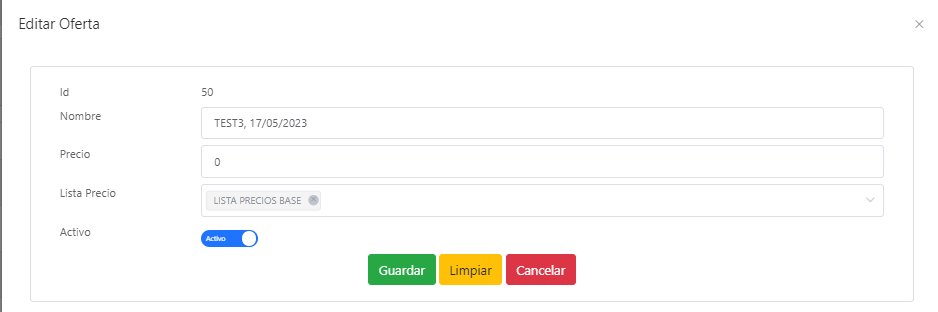 Editar Oferta
Id 50
Nombre TEST3, 17/05/2023
Precio 0
Lista Precio LISTA PRECIOS BASE
Activo Activo
Guardar Limpiar Cancelar